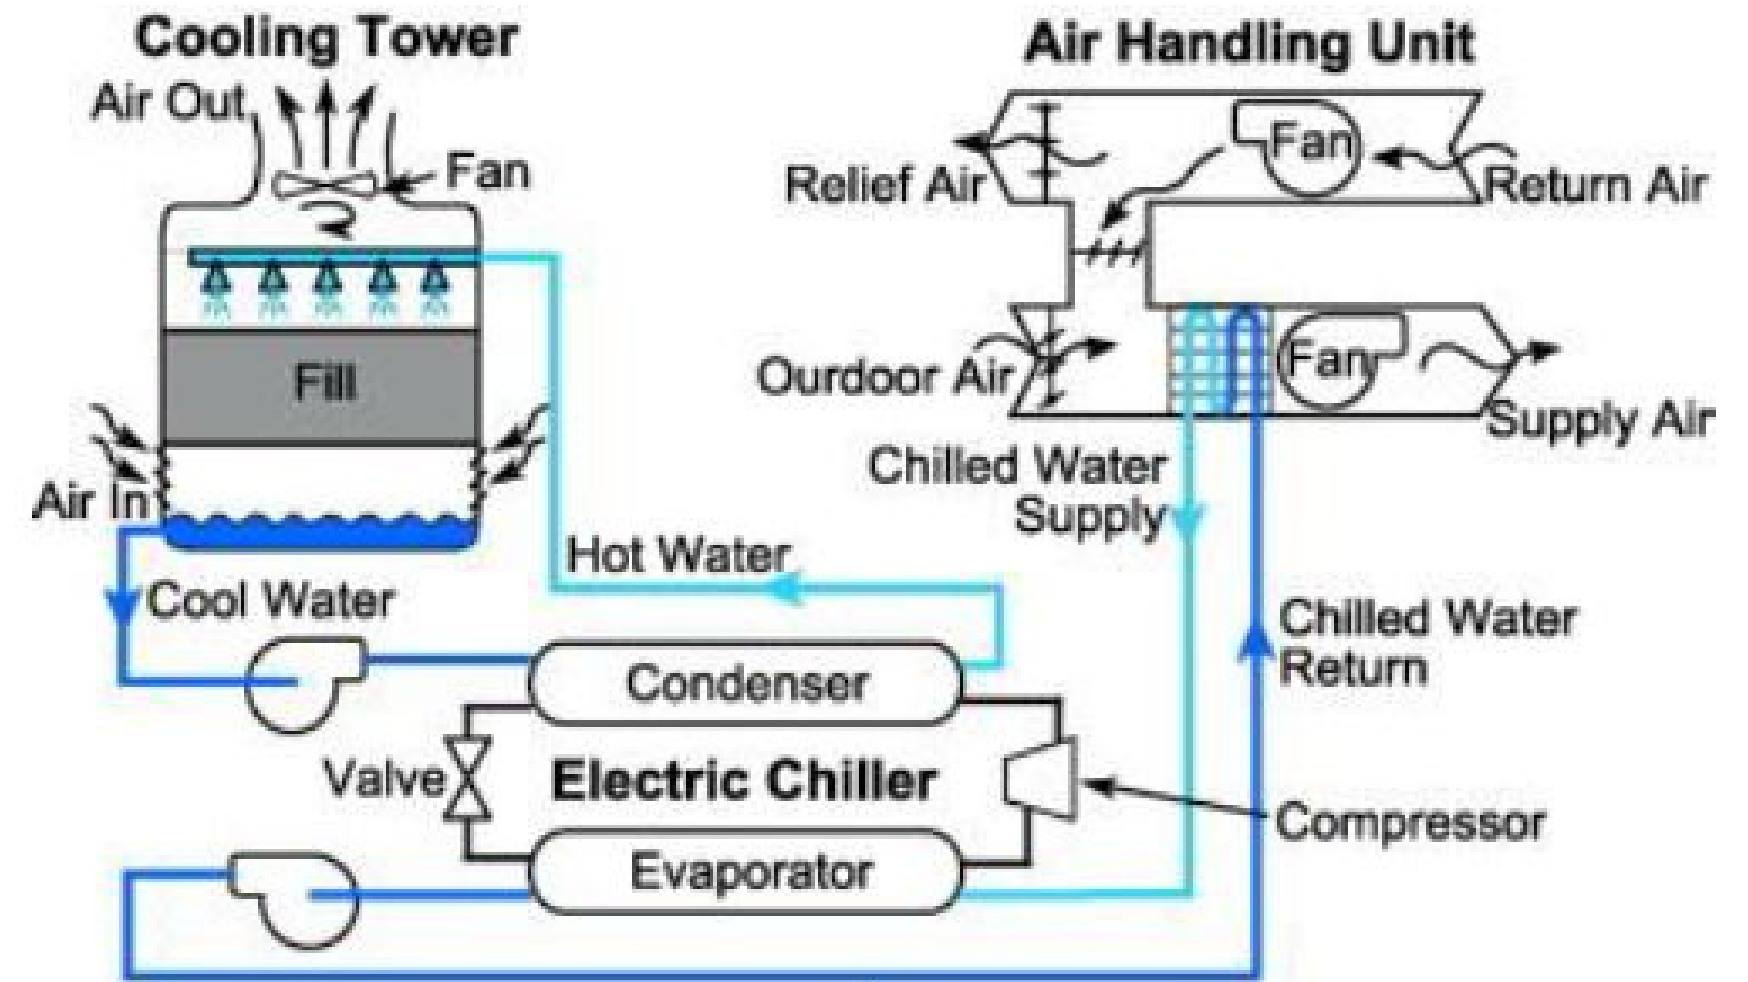 Cooling Tower
Air Out
Fan
Fill
Air In
Cool Water
Hot Water
Air Handling Unit
Fan
Relief Air
Return Air
Ourdoor Air
Fan
Supply Air
Chilled Water
Supply
Chilled Water
Return
Condenser
Valve
Electric Chiller
Compressor
Evaporator